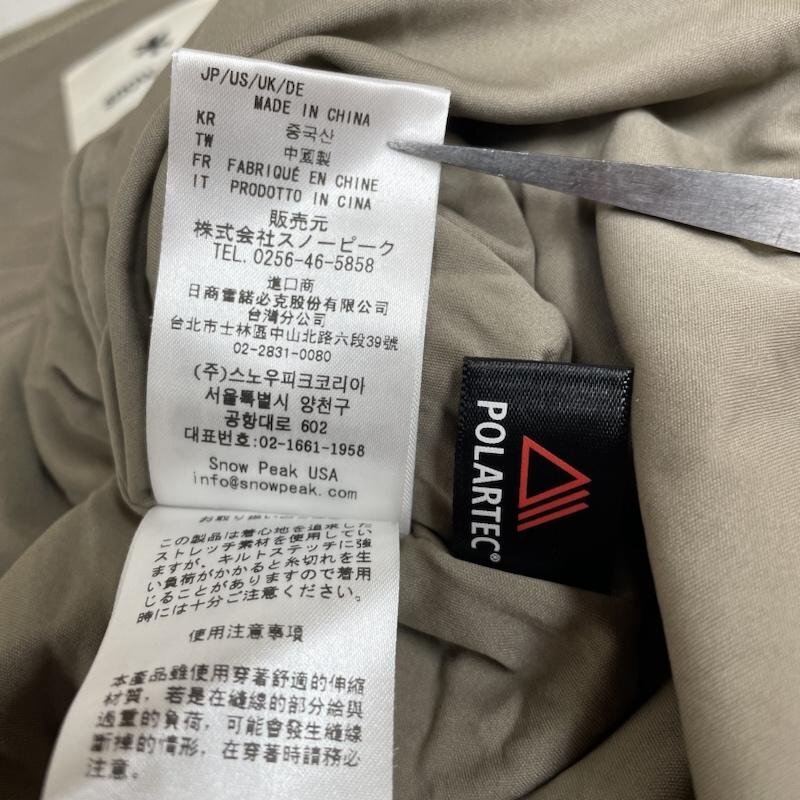 JP/US/UK/DE
MADE IN CHINA
KR 중국산
TW 中國製
FR FABRIQUÉ EN CHINE
IT PRODOTTO IN CINA
販売元
株式会社スノーピーク
TEL. 0256-46-5858
進口商
日商雪諾必克股份有限公司
台灣分公司
台北市士林區中山北路六段39號
02-2831-0080
(주)스노우피크코리아
서울특별시 양천구
공항대로 602
대표번호:02-1661-1958
Snow Peak USA
info@snowpeak.com
POLARTEC®
お取り扱い
この製品は着心地を追求した
ストレッチ素材を使用してい
ますが、キルトステッチに強
い負荷がかかると糸切れを生
じることがありますので着用
時には十分ご注意ください。
使用注意事項
本產品雖使用穿著舒適的伸縮
材質，若是在縫線的部分給與
過重的負荷，可能會發生縫線
斷掉的情形，在穿著時請務必
注意。